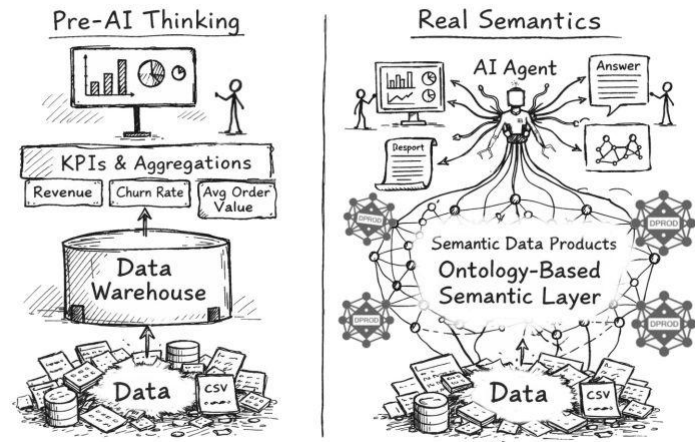 Pre-AI Thinking
KPIs & Aggregations
Revenue
Churn Rate
Avg Order
Value
Data
Warehouse
Data
CSV
Real Semantics
AI Agent
Answer
Desport
Semantic Data Products
Ontology-Based
Semantic Layer
DPROD
DPROD
DPROD
DPROD
Data
CSV